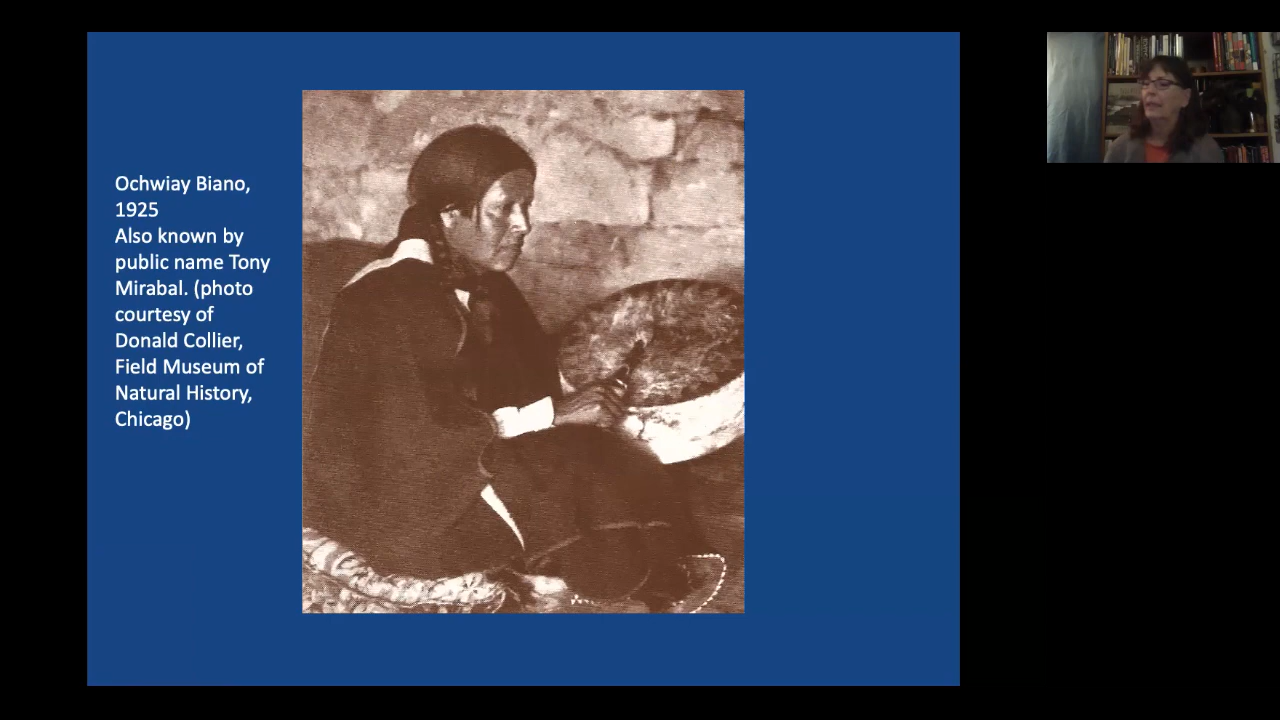 Ochwiay Biano,
1925
Also known by
public name Tony
Mirabal. (photo
courtesy of
Donald Collier,
Field Museum of
Natural History,
Chicago)